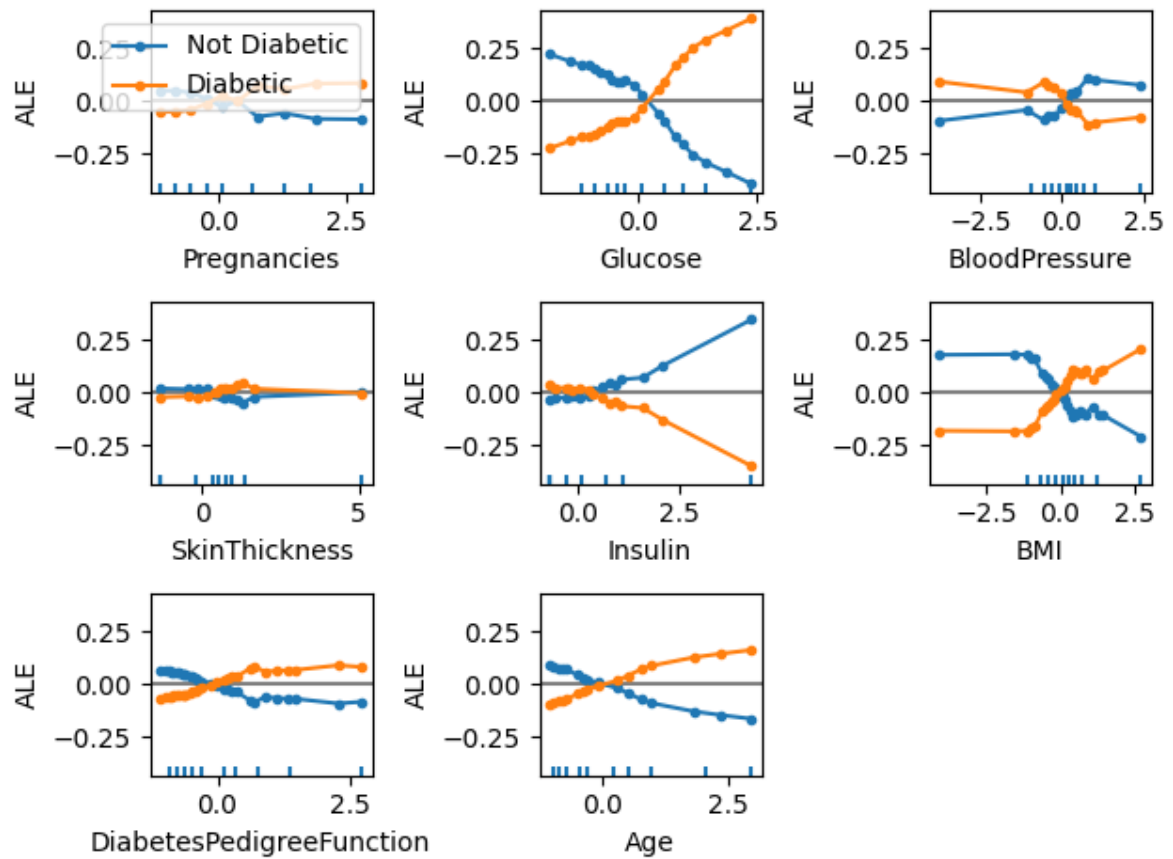 Not Diabetic
Diabetic
ALE
0.25
0.00
−0.25
0.0
2.5
Pregnancies
ALE
0.25
0.00
−0.25
0.0
2.5
Glucose
ALE
0.25
0.00
−0.25
−2.5
0.0
2.5
BloodPressure
ALE
0.25
0.00
−0.25
0
5
SkinThickness
ALE
0.25
0.00
−0.25
0.0
2.5
Insulin
ALE
0.25
0.00
−0.25
−2.5
0.0
2.5
BMI
ALE
0.25
0.00
−0.25
0.0
2.5
DiabetesPedigreeFunction
ALE
0.25
0.00
−0.25
0.0
2.5
Age